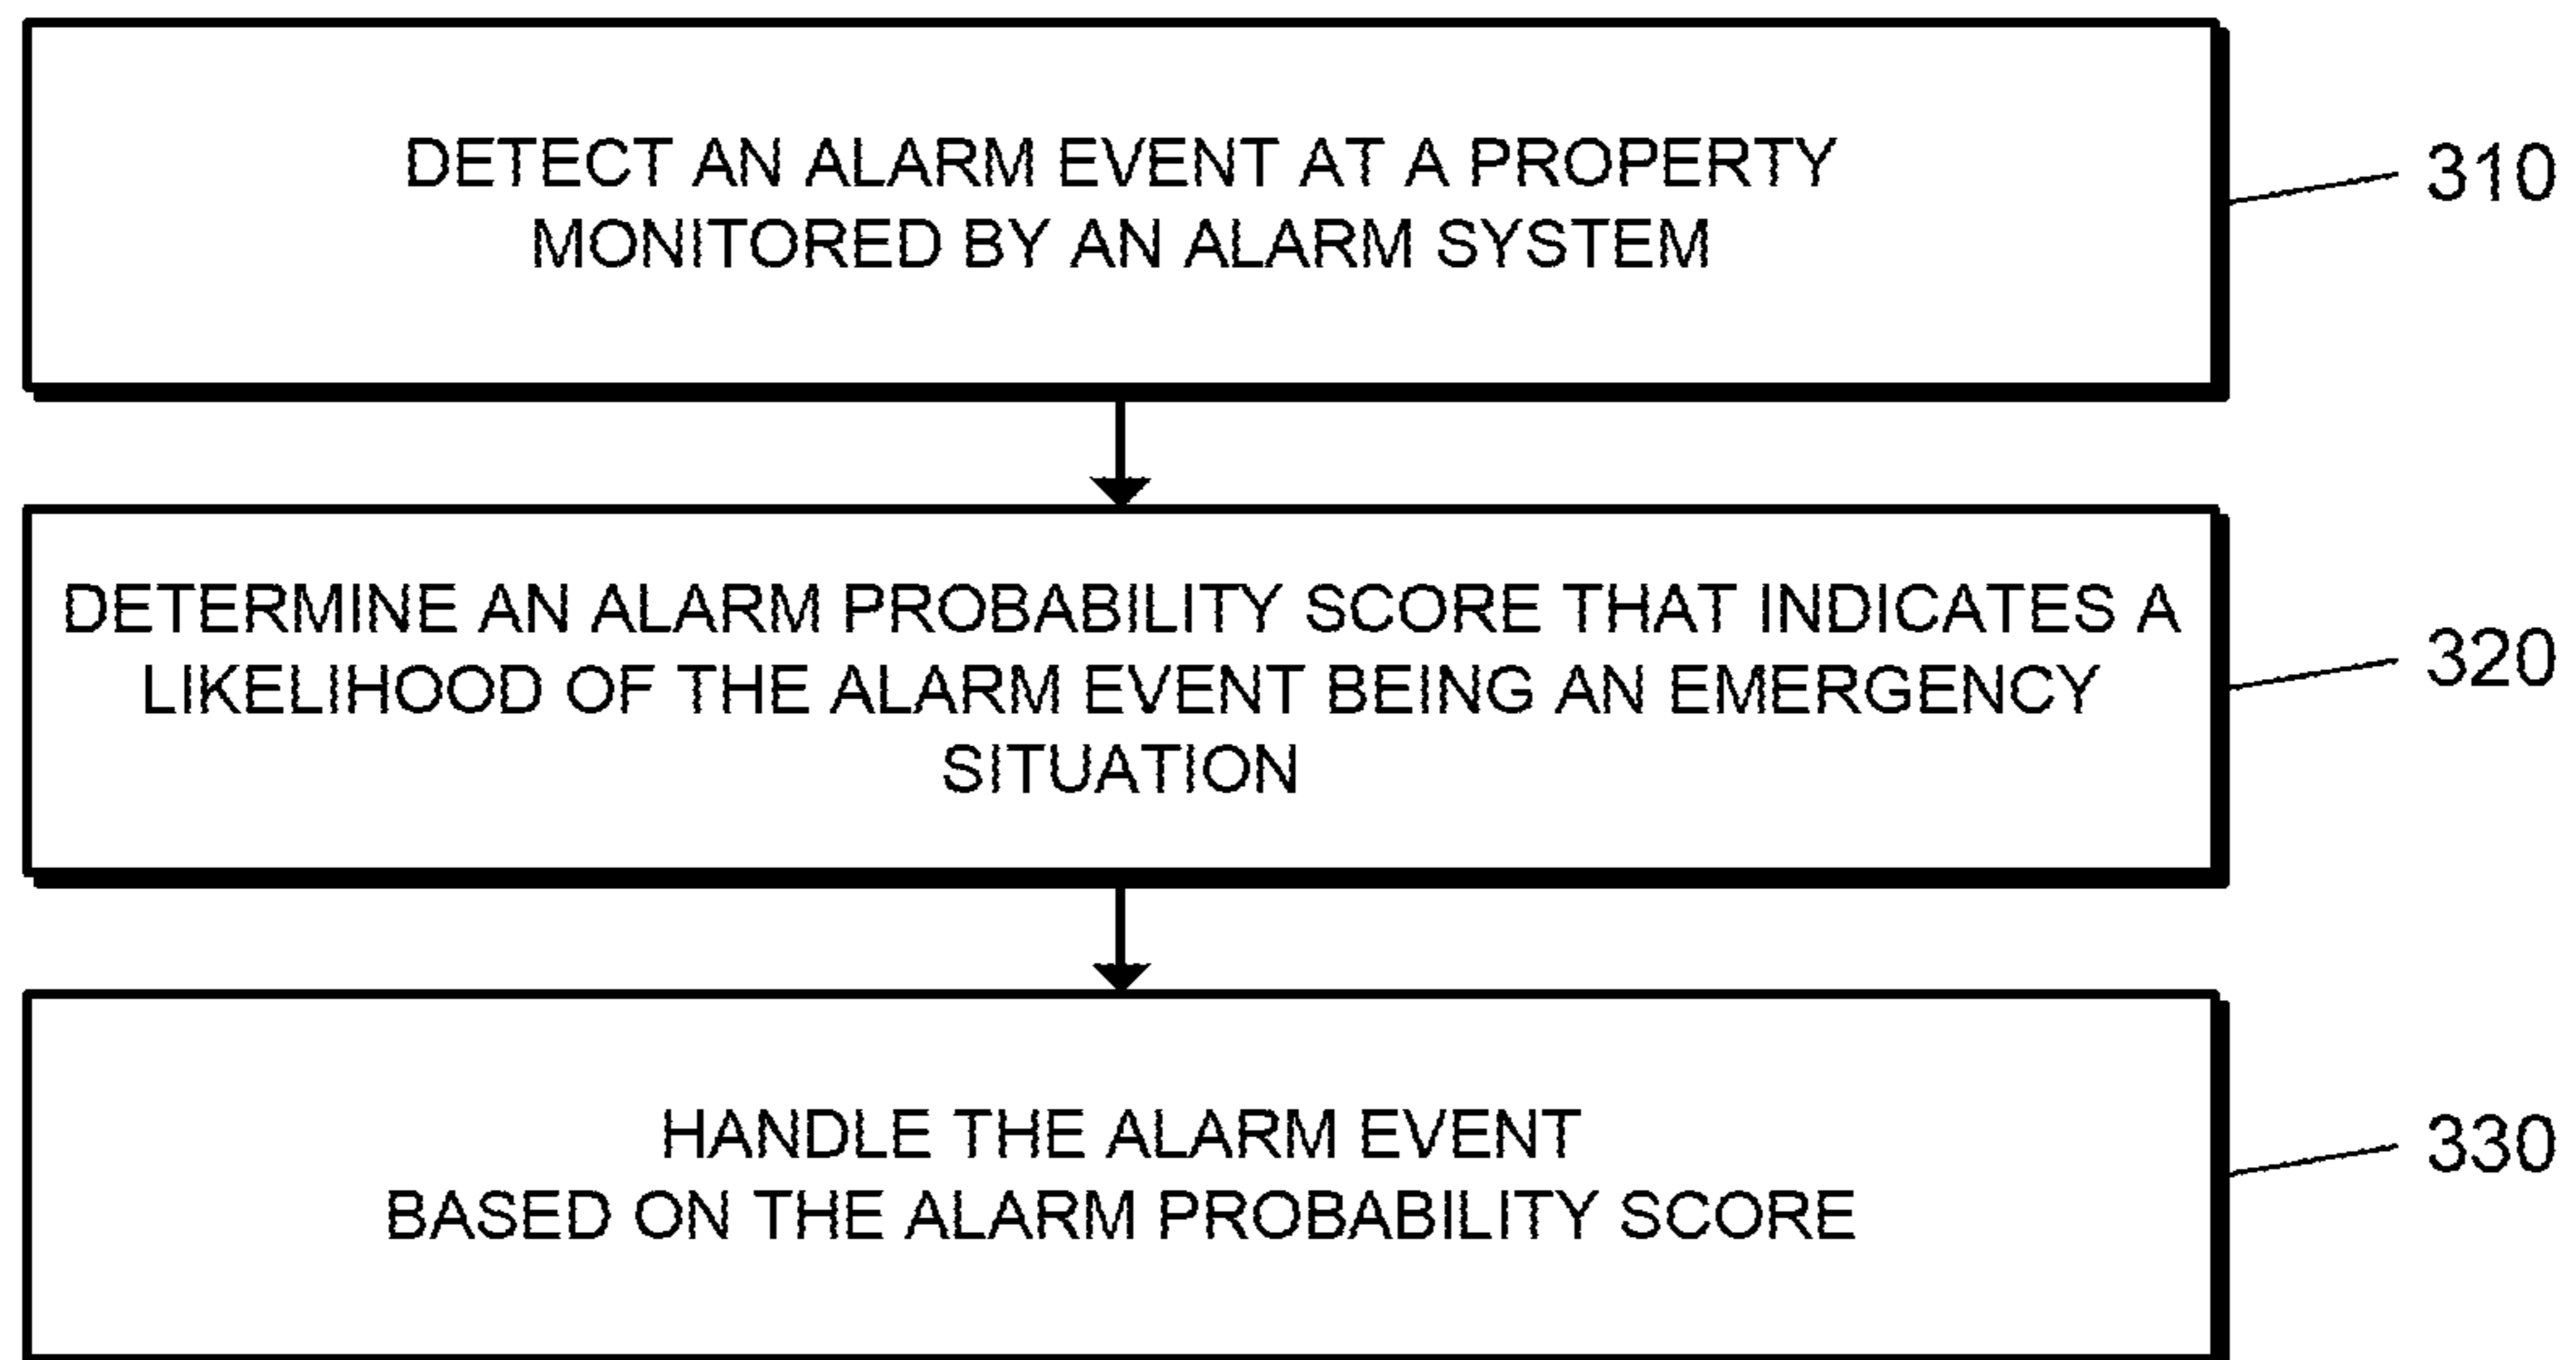 DETECT AN ALARM EVENT AT A PROPERTY
MONITORED BY AN ALARM SYSTEM
310
DETERMINE AN ALARM PROBABILITY SCORE THAT INDICATES A
LIKELIHOOD OF THE ALARM EVENT BEING AN EMERGENCY
SITUATION
320
HANDLE THE ALARM EVENT
BASED ON THE ALARM PROBABILITY SCORE
330